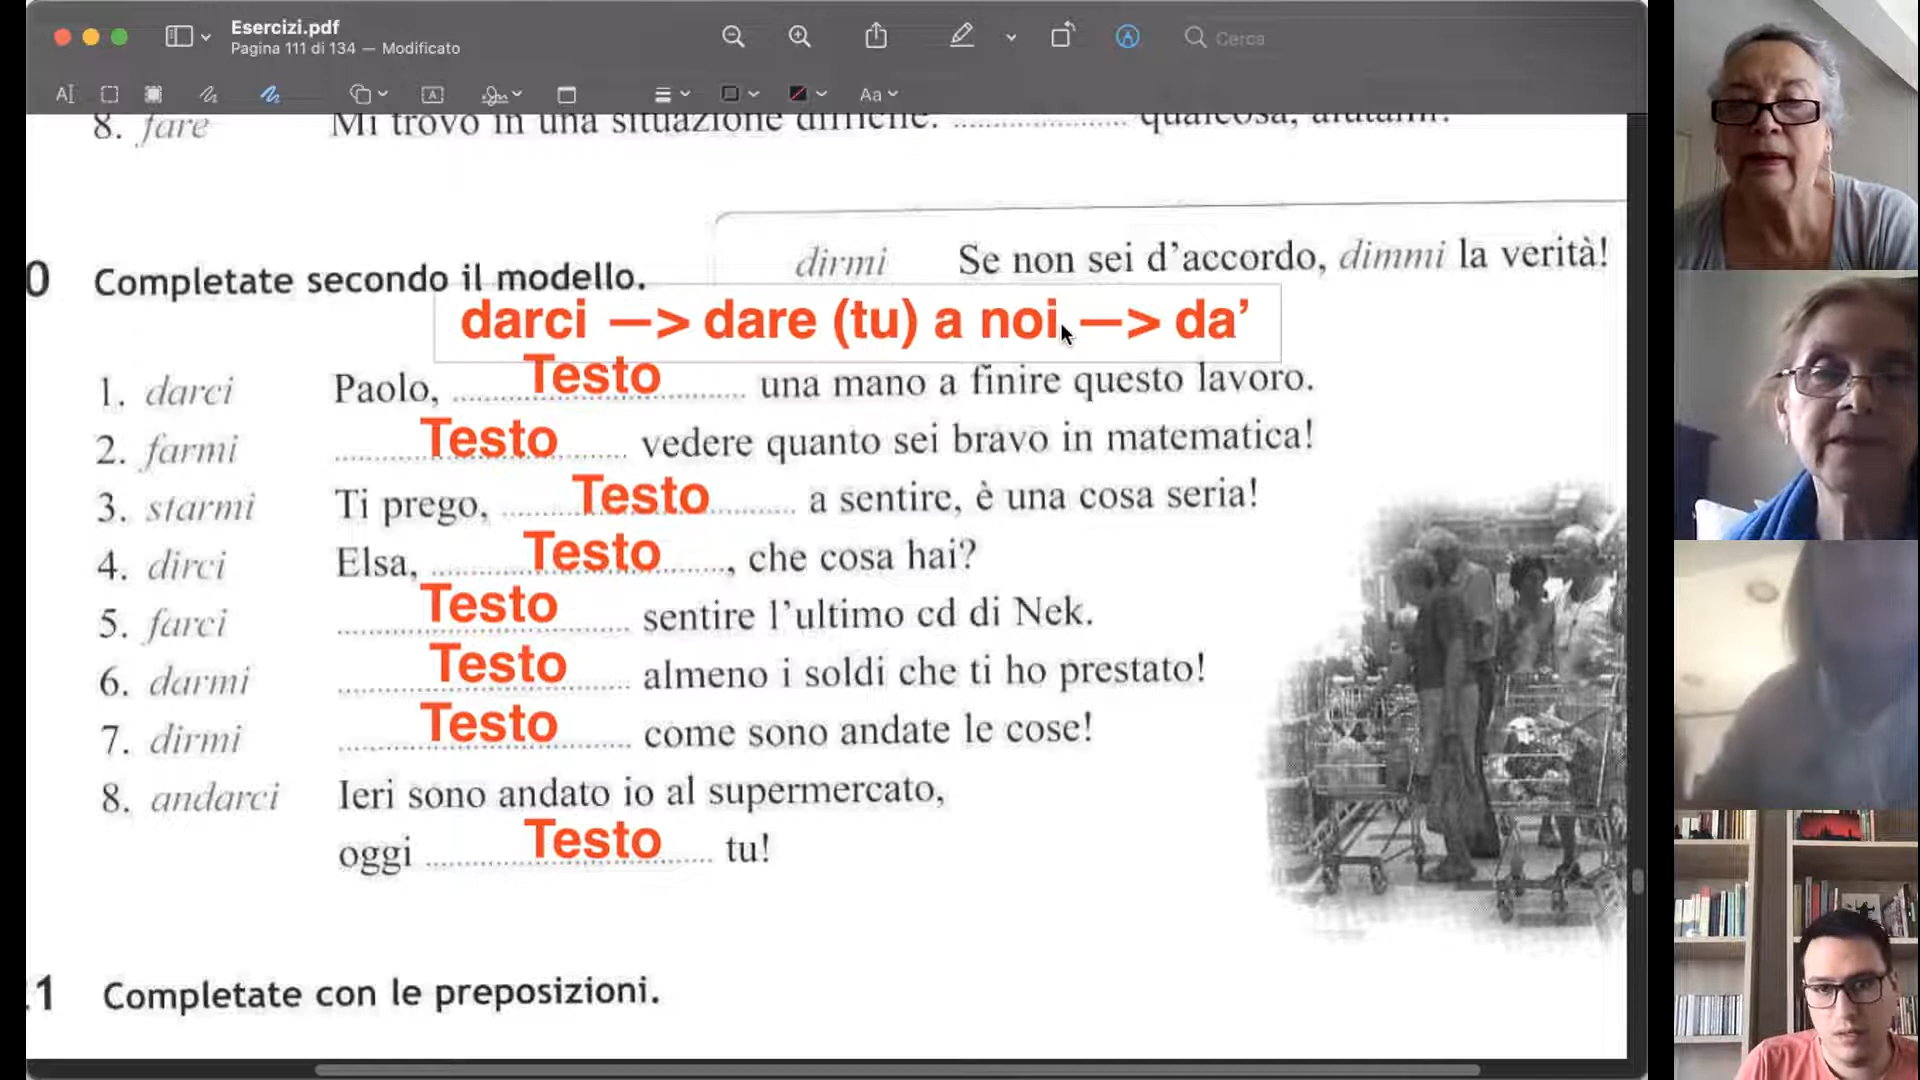 Esercizi.pdf
Pagina 111 di 134 — Modificato
Cerca
Aa
8. fare Mi trovo in una situazione difficile. .............. qualcosa, aiutami!
dirmi Se non sei d'accordo, dimmi la verità!
0 Completate secondo il modello.
darci —> dare (tu) a noi —> da’
1. darci Paolo, Testo una mano a finire questo lavoro.
2. farmi Testo vedere quanto sei bravo in matematica!
3. starmi Ti prego, Testo a sentire, è una cosa seria!
4. dirci Elsa, Testo, che cosa hai?
5. farci Testo sentire l'ultimo cd di Nek.
6. darmi Testo almeno i soldi che ti ho prestato!
7. dirmi Testo come sono andate le cose!
8. andarci Ieri sono andato io al supermercato,
oggi Testo tu!
1 Completate con le preposizioni.